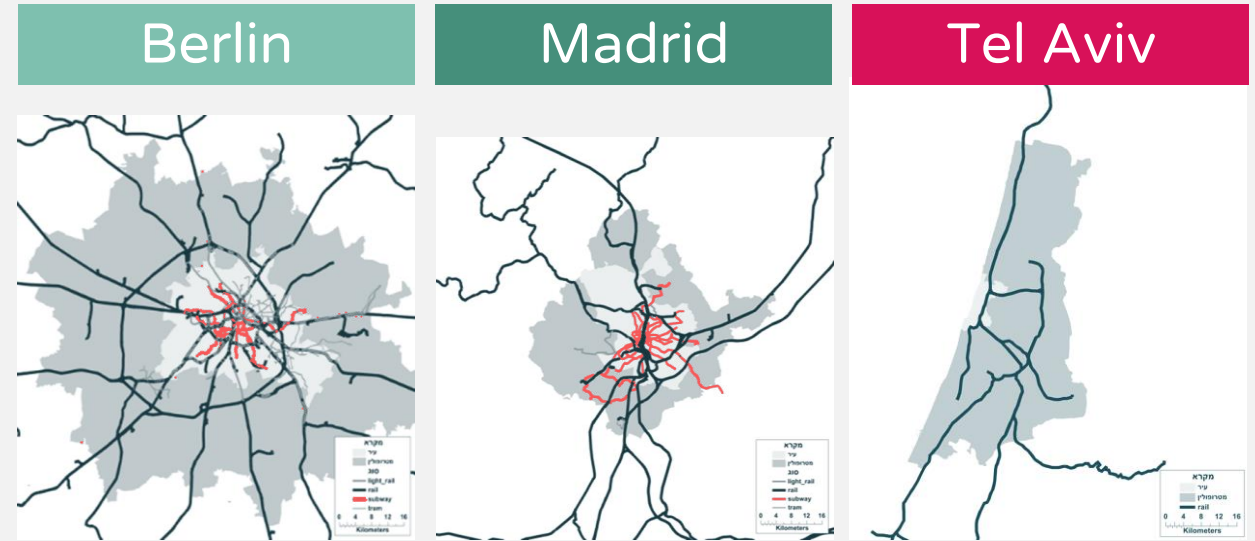 Berlin
Madrid
Tel Aviv
מקרא
עיר
מטרופולין
סוג
light_rail
rail
subway
tram
0 4 8 12 16
Kilometers
מקרא
עיר
מטרופולין
סוג
light_rail
rail
subway
tram
0 4 8 12 16
Kilometers
מקרא
עיר
מטרופולין
rail
0 4 8 12 16
Kilometers